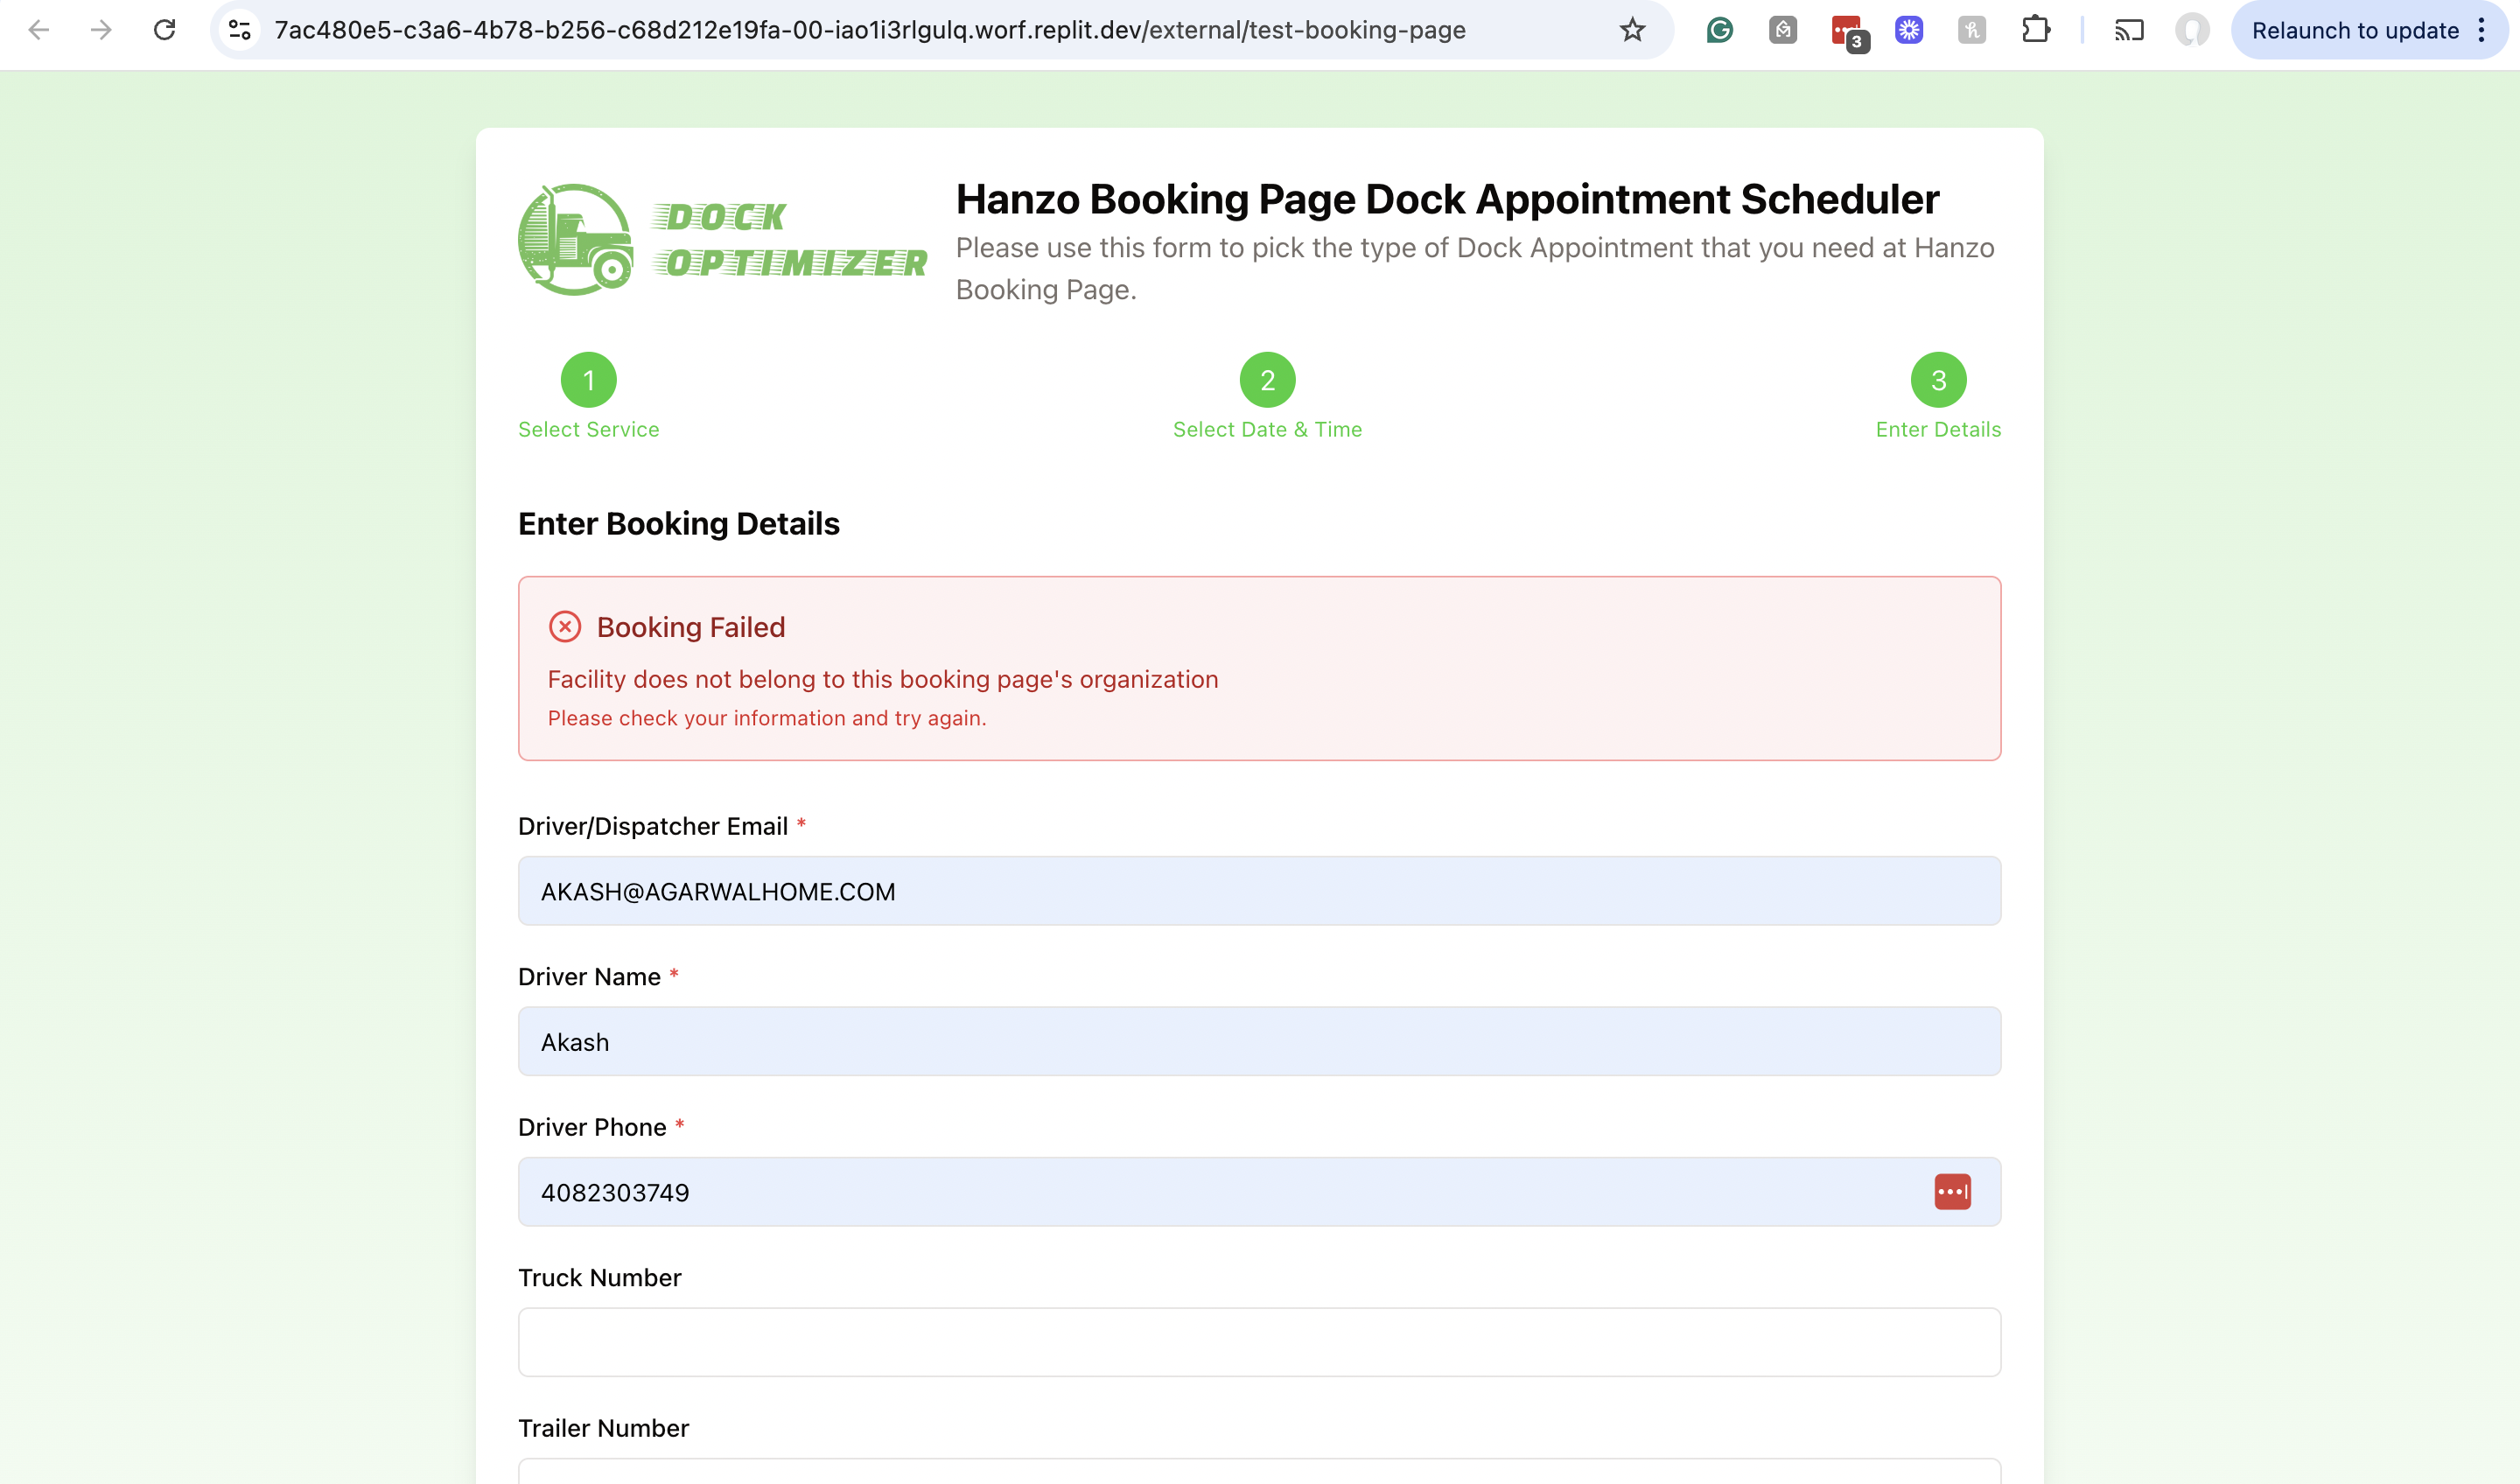 7ac480e5-c3a6-4b78-b256-c68d212e19fa-00-iao1i3rlgulq.worf.replit.dev/external/test-booking-page
3
Relaunch to update
DOCK
OPTIMIZER
Hanzo Booking Page Dock Appointment Scheduler
Please use this form to pick the type of Dock Appointment that you need at Hanzo
Booking Page.
1
Select Service
2
Select Date & Time
3
Enter Details
Enter Booking Details
Booking Failed
Facility does not belong to this booking page's organization
Please check your information and try again.
Driver/Dispatcher Email *
AKASH@AGARWALHOME.COM
Driver Name *
Akash
Driver Phone *
4082303749
Truck Number
Trailer Number